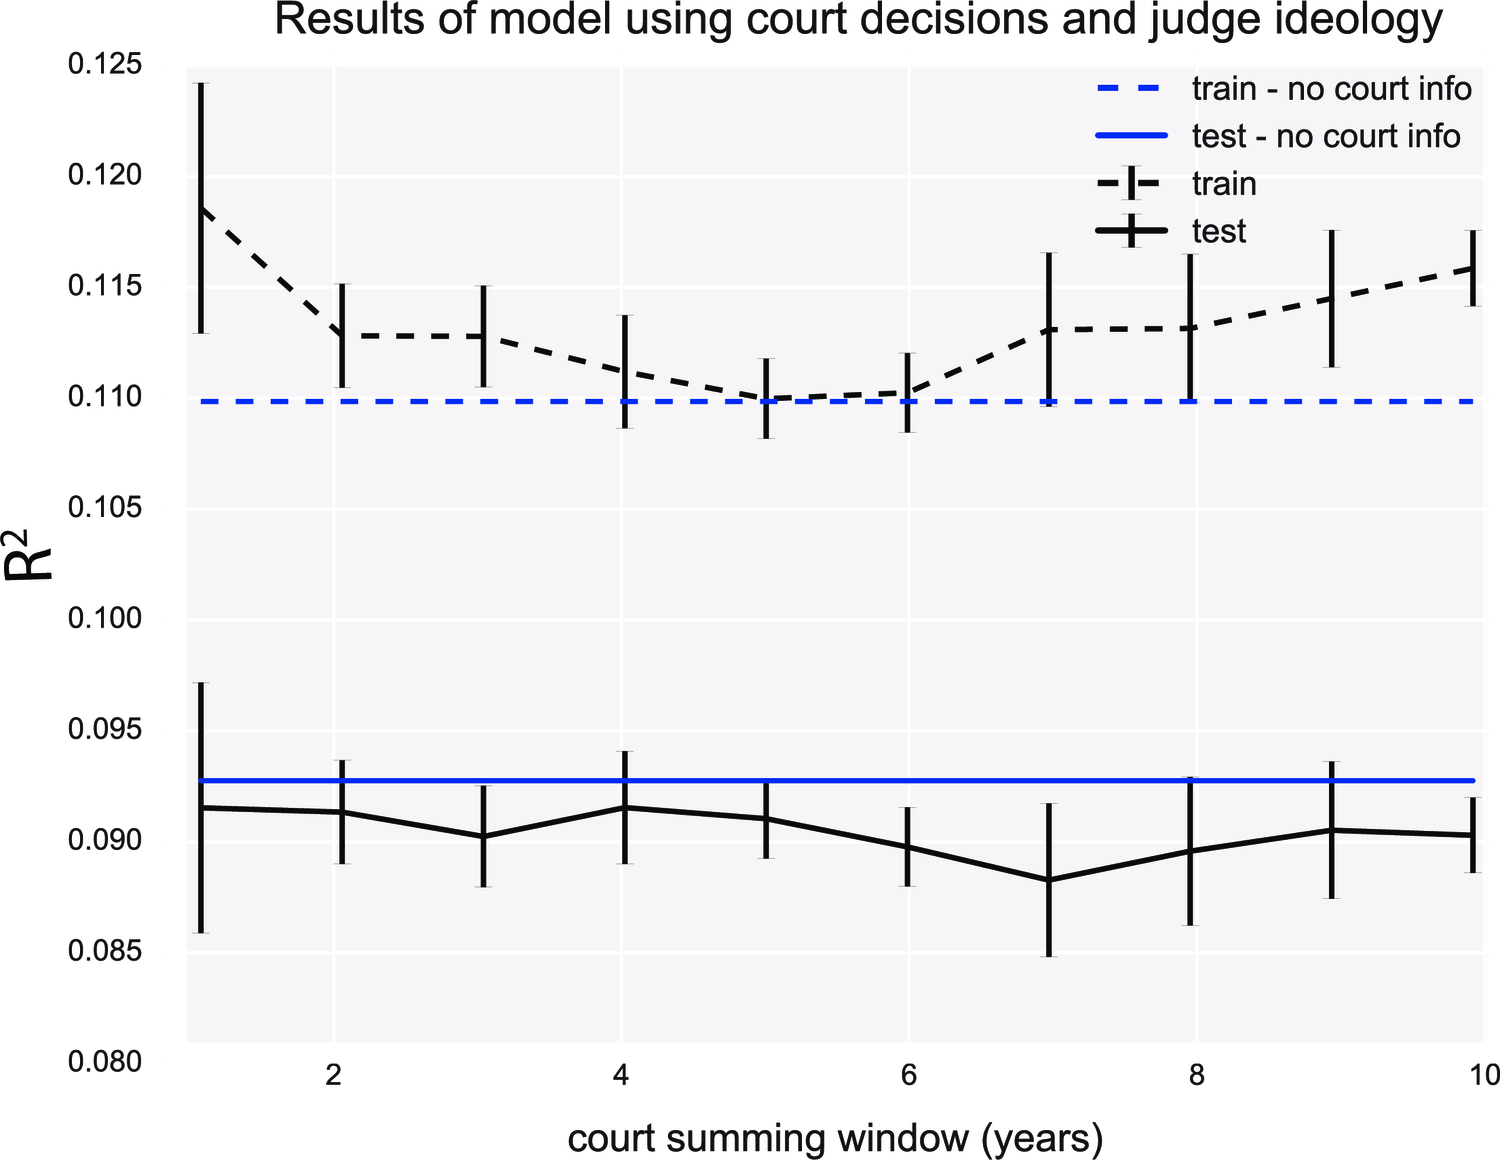 Results of model using court decisions and judge ideology
0.125
0.120
0.115
0.110
0.105
0.100
0.095
0.090
0.085
0.080
R²
train - no court info
test - no court info
train
test
2
4
6
8
10
court summing window (years)